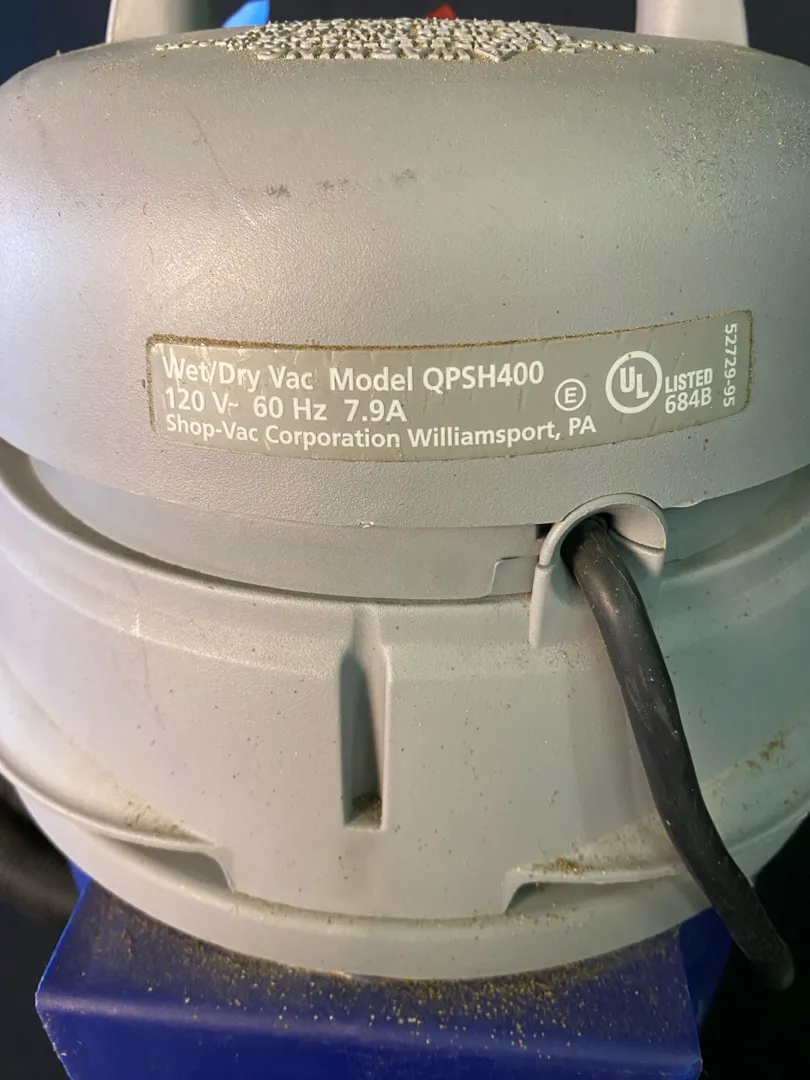 Wet/Dry Vac Model QPSH400
120 V~ 60 Hz 7.9A
Shop-Vac Corporation Williamsport, PA
E
UL
LISTED
684B
52729-95